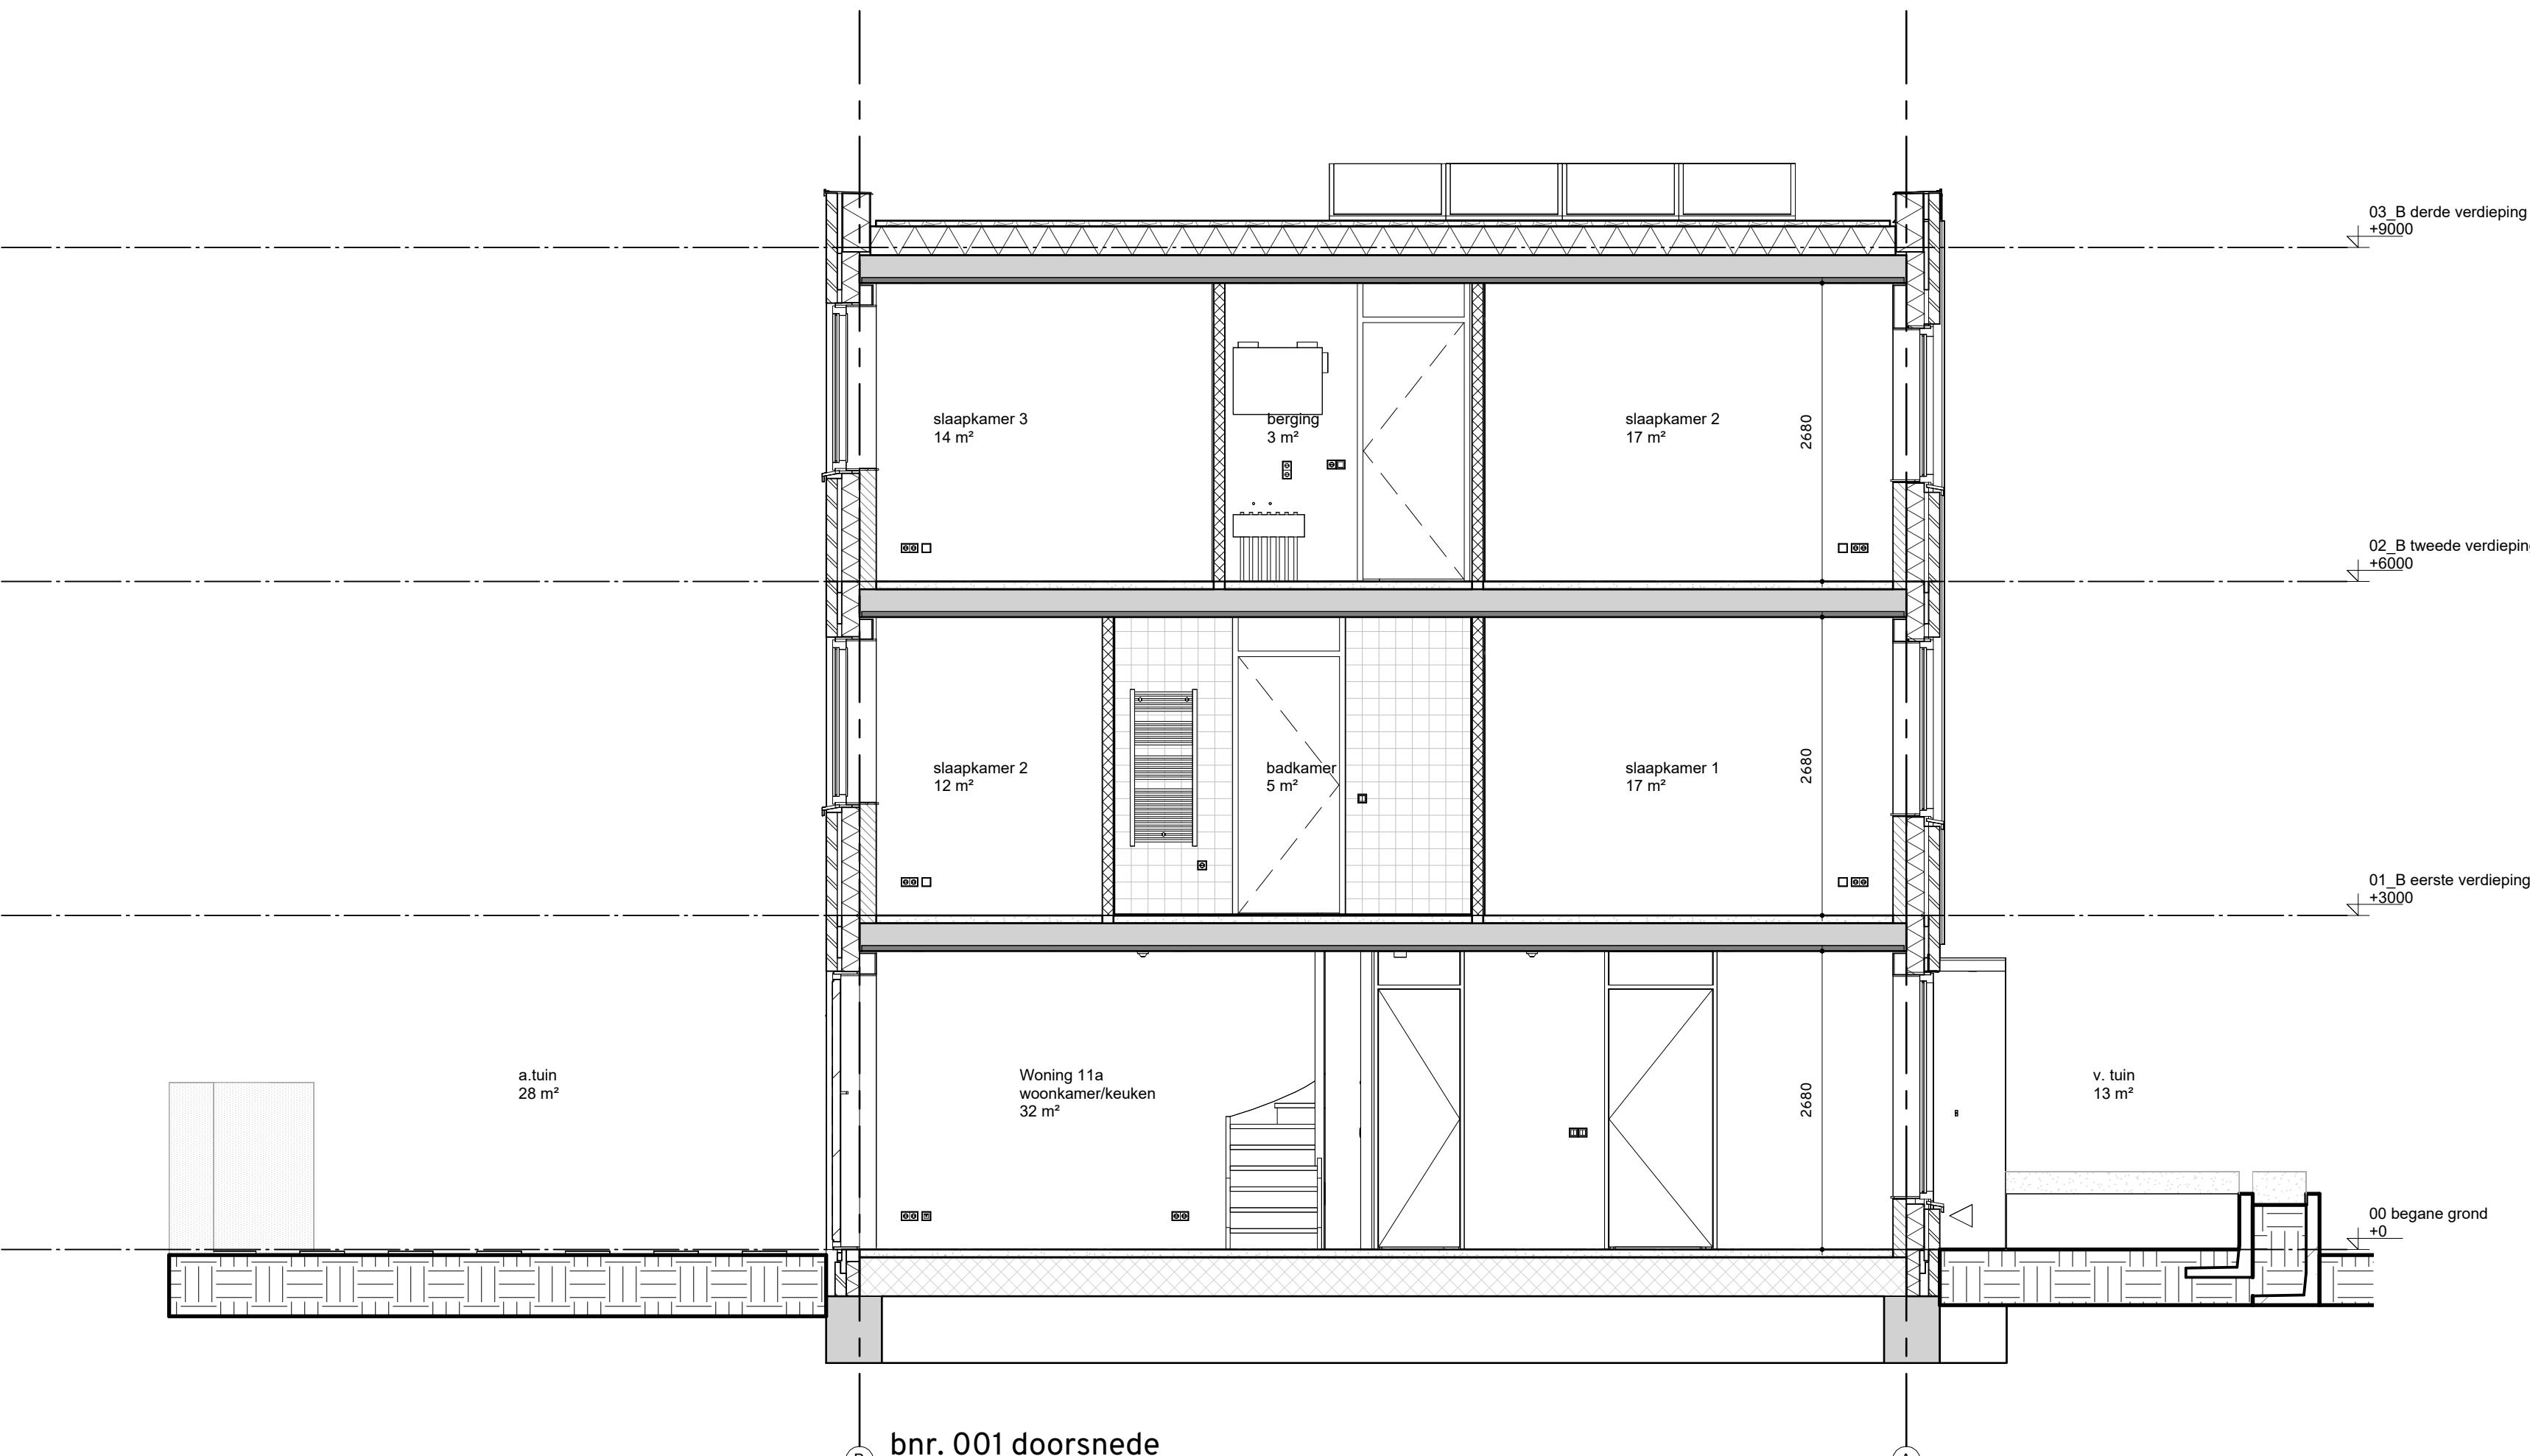 03_B derde verdieping
+9000
slaapkamer 3
14 m²
berging
3 m²
slaapkamer 2
17 m²
2680
02_B tweede verdieping
+6000
slaapkamer 2
12 m²
badkamer
5 m²
slaapkamer 1
17 m²
2680
01_B eerste verdieping
+3000
a.tuin
28 m²
Woning 11a
woonkamer/keuken
32 m²
2680
v. tuin
13 m²
00 begane grond
+0
bnr. 001 doorsnede